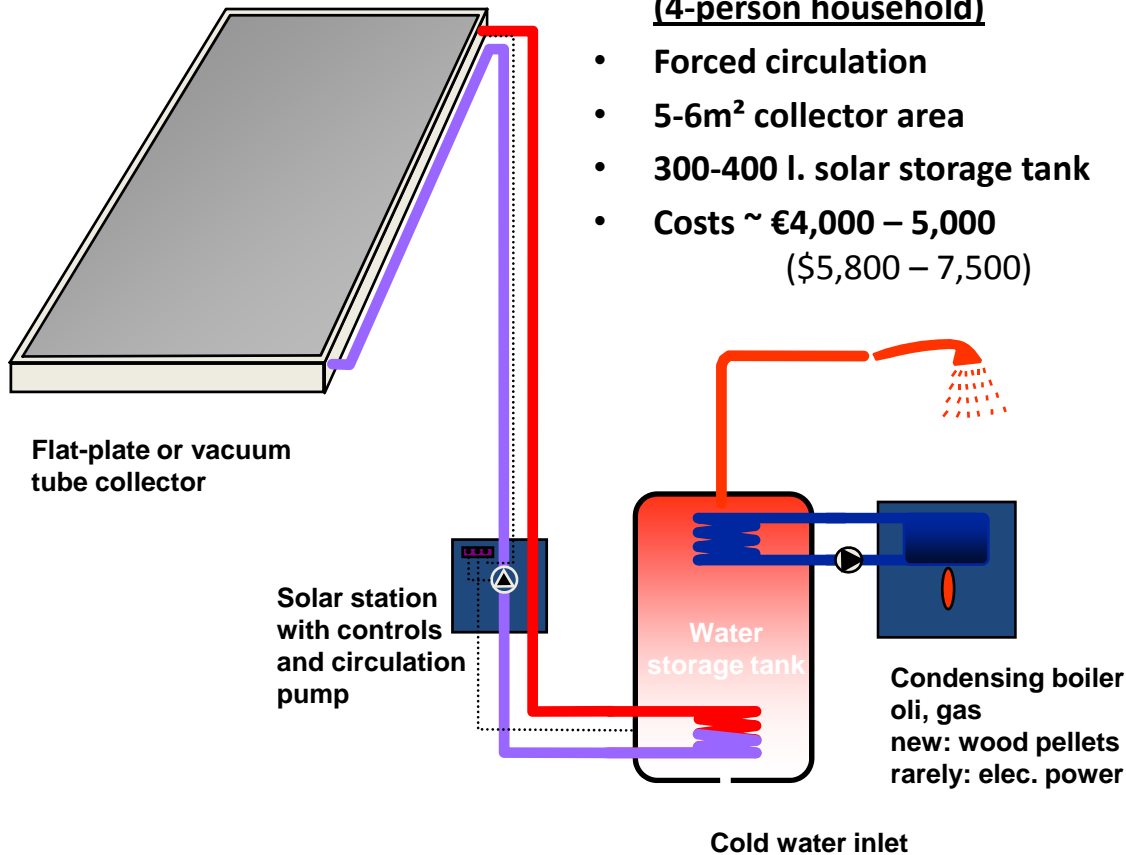 (4-person household)
• Forced circulation
• 5-6m² collector area
• 300-400 l. solar storage tank
• Costs ~ €4,000 – 5,000
($5,800 – 7,500)
Flat-plate or vacuum
tube collector
Solar station
with controls
and circulation
pump
Water
storage tank
Condensing boiler
oli, gas
new: wood pellets
rarely: elec. power
Cold water inlet